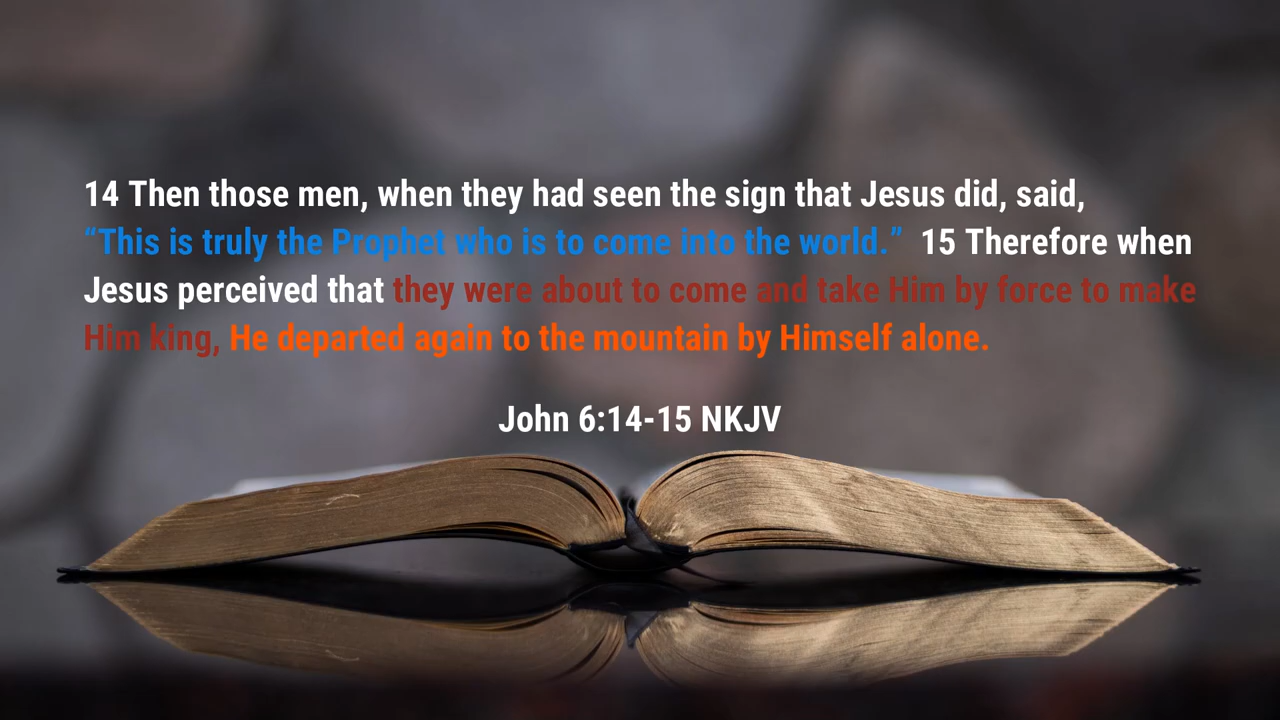 14 Then those men, when they had seen the sign that Jesus did, said,
“This is truly the Prophet who is to come into the world.”  15 Therefore when
Jesus perceived that they were about to come and take Him by force to make
Him king, He departed again to the mountain by Himself alone.
John 6:14-15 NKJV